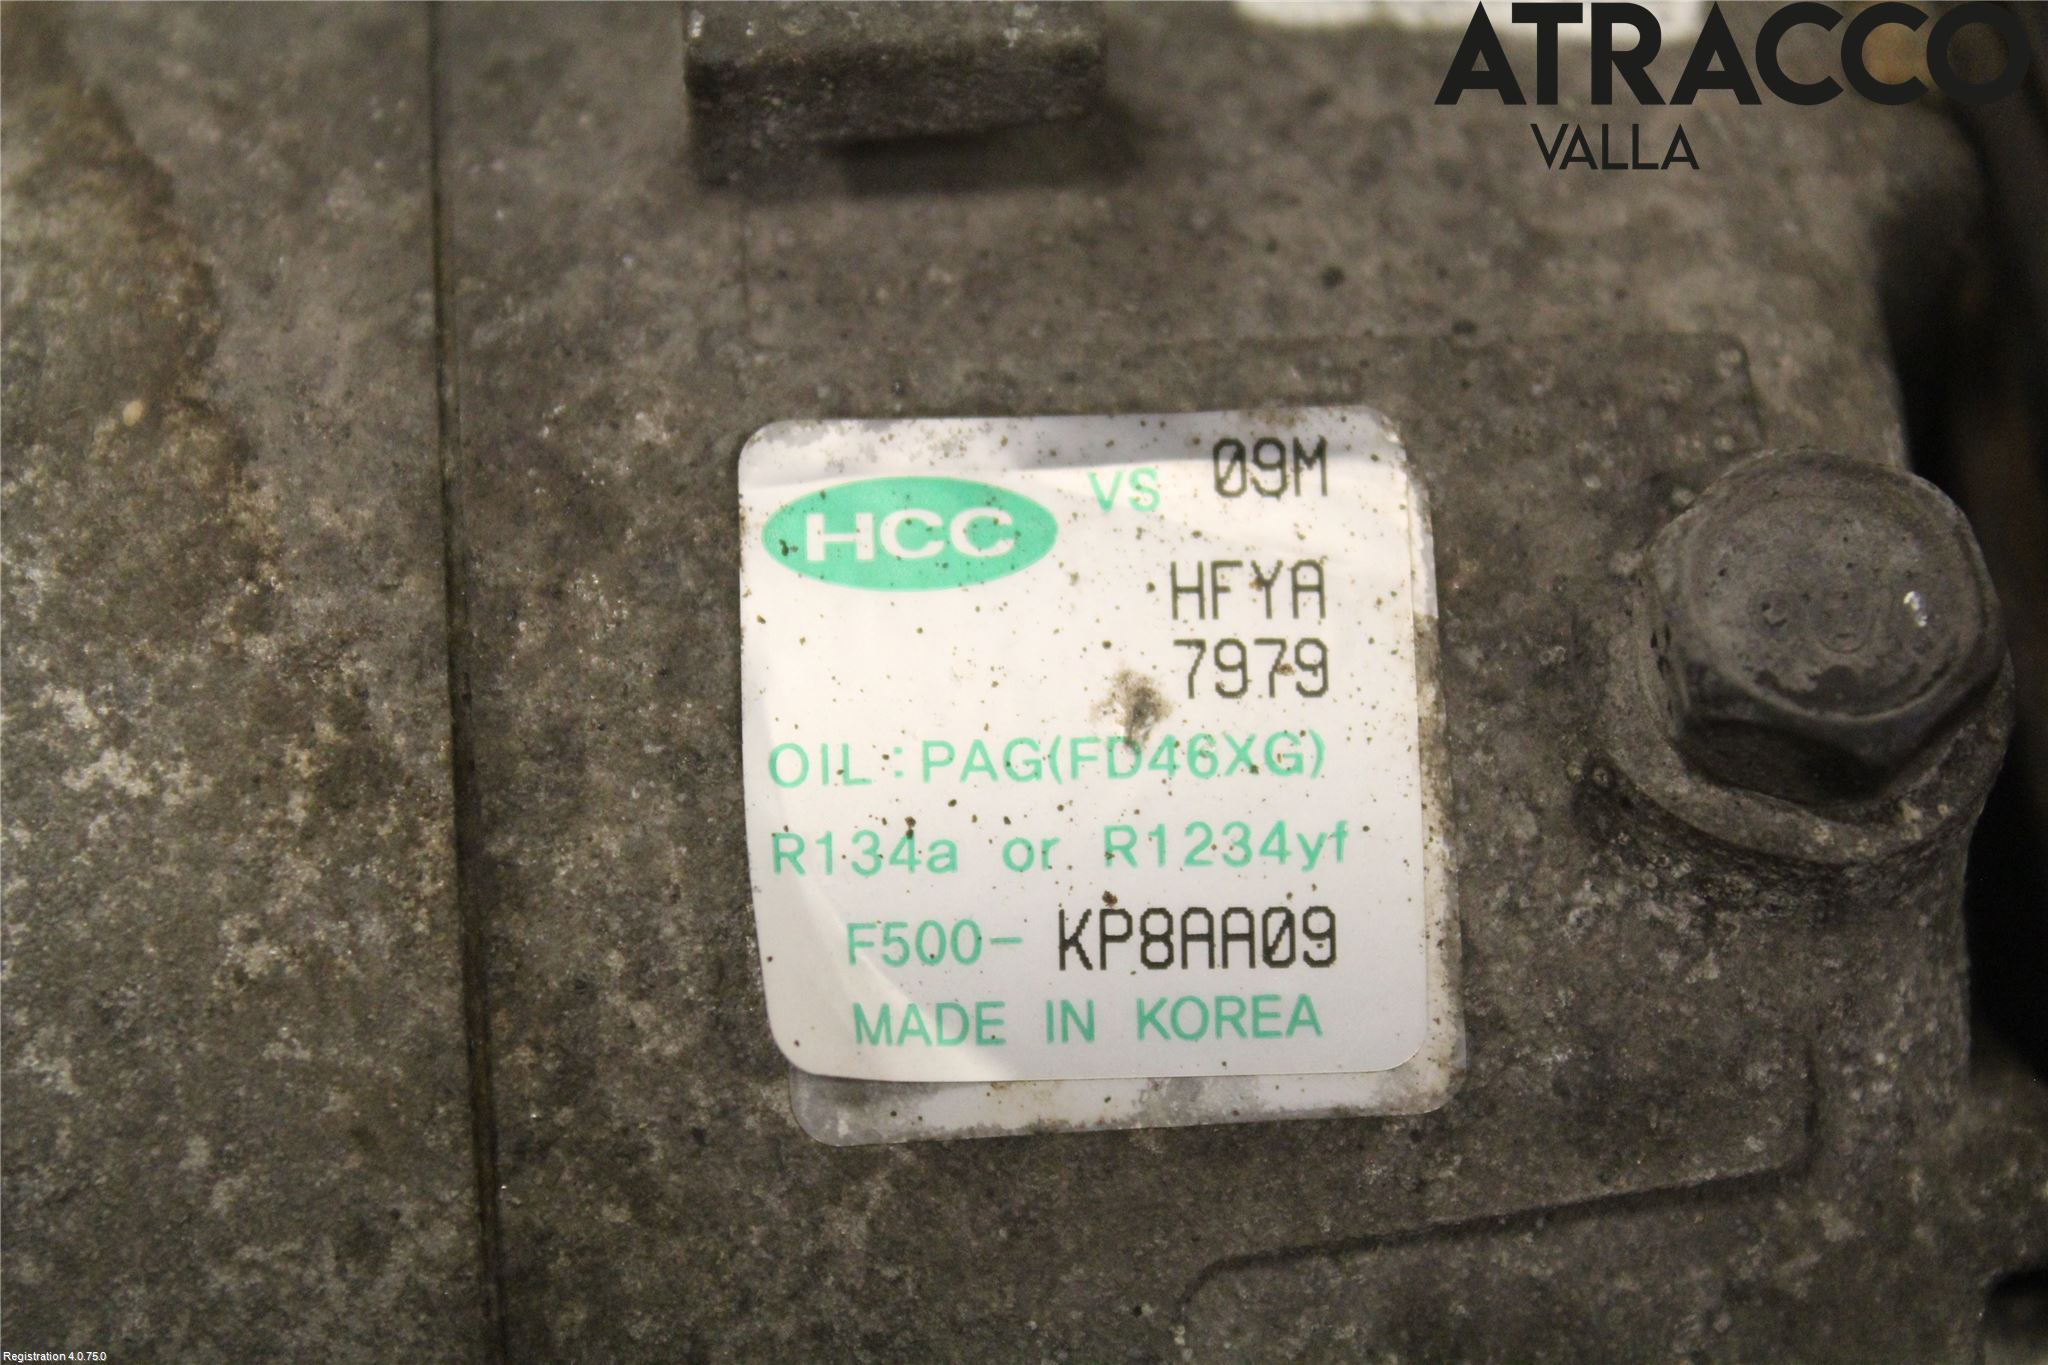 ATRACCO
VALLA
HCC VS 09M
HFYA
7979
OIL : PAG(FD46XG)
R134a or R1234yf
F500- KP8AA09
MADE IN KOREA
Registration 4.0.75.0